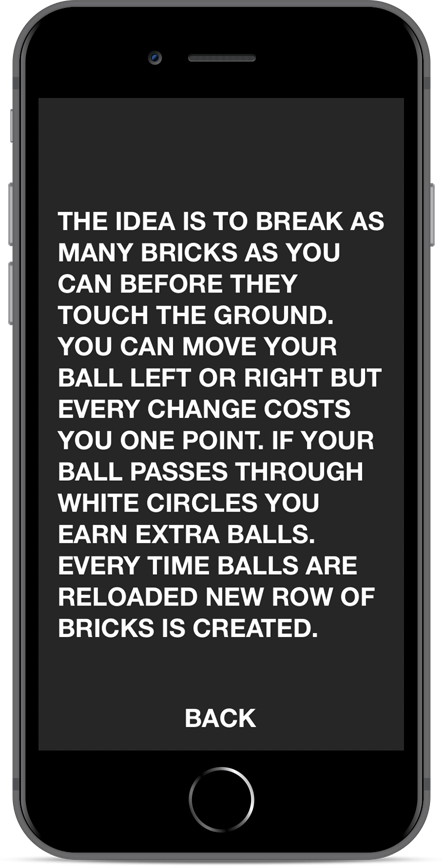 THE IDEA IS TO BREAK AS
MANY BRICKS AS YOU
CAN BEFORE THEY
TOUCH THE GROUND.
YOU CAN MOVE YOUR
BALL LEFT OR RIGHT BUT
EVERY CHANGE COSTS
YOU ONE POINT. IF YOUR
BALL PASSES THROUGH
WHITE CIRCLES YOU
EARN EXTRA BALLS.
EVERY TIME BALLS ARE
RELOADED NEW ROW OF
BRICKS IS CREATED.
BACK